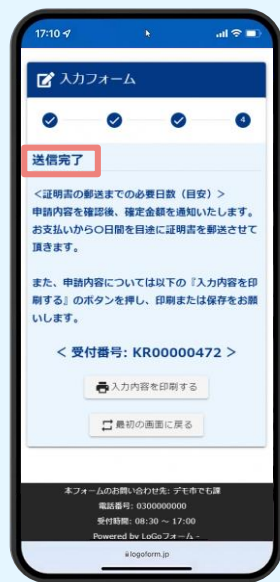 17:10
入力フォーム
4
送信完了
<証明書の郵送までの必要日数（目安）>
申請内容を確認後、確定金額を通知いたします。
お支払いから〇日間を目途に証明書を郵送させて
頂きます。
また、申請内容については以下の『入力内容を印
刷する』のボタンを押し、印刷または保存をお願
いします。
< 受付番号: KR00000472 >
入力内容を印刷する
最初の画面に戻る
本フォームのお問い合わせ先: デモ市でも課
電話番号: 0300000000
受付時間: 08:30 ～ 17:00
Powered by LoGoフォーム -
logoform.jp